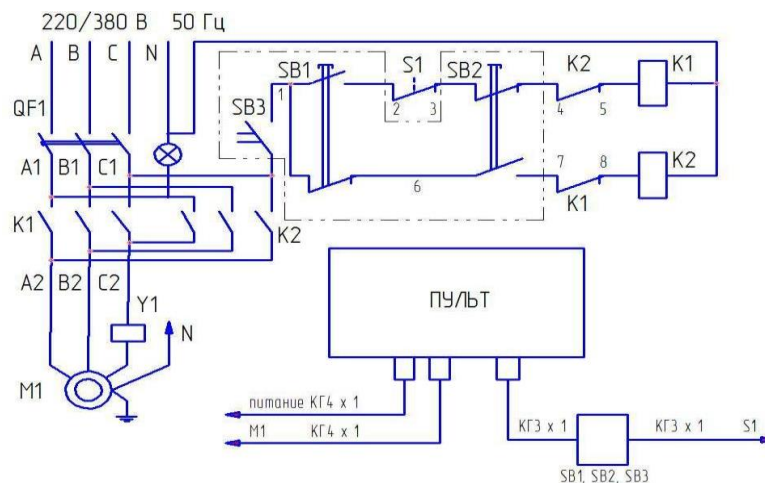 220/380 В 50 Гц
A B C N
QF1
A1 B1 C1
K1
A2 B2 C2
Y1
N
M1
K2
SB3
1
SB1
S1
2 3
SB2
K2
4 5
K1
6
7 8
K1
K2
ПУЛЬТ
питание КГ4 х 1
М1 КГ4 х 1
КГ3 х 1
КГ3 х 1
S1
SB1, SB2, SB3